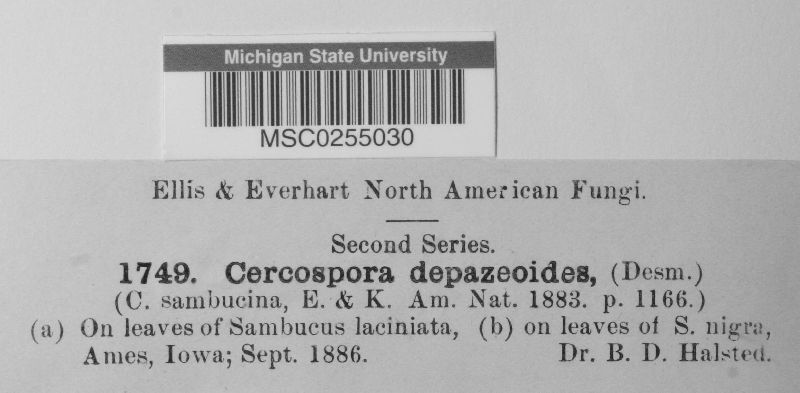 Michigan State University
MSC0255030
Ellis & Everhart North American Fungi.
Second Series.
1749. Cercospora depazeoides, (Desm.)
(C. sambucina, E. & K. Am. Nat. 1883. p. 1166.)
(a) On leaves of Sambucus laciniata, (b) on leaves of S. nigra,
Ames, Iowa; Sept. 1886. Dr. B. D. Halsted.